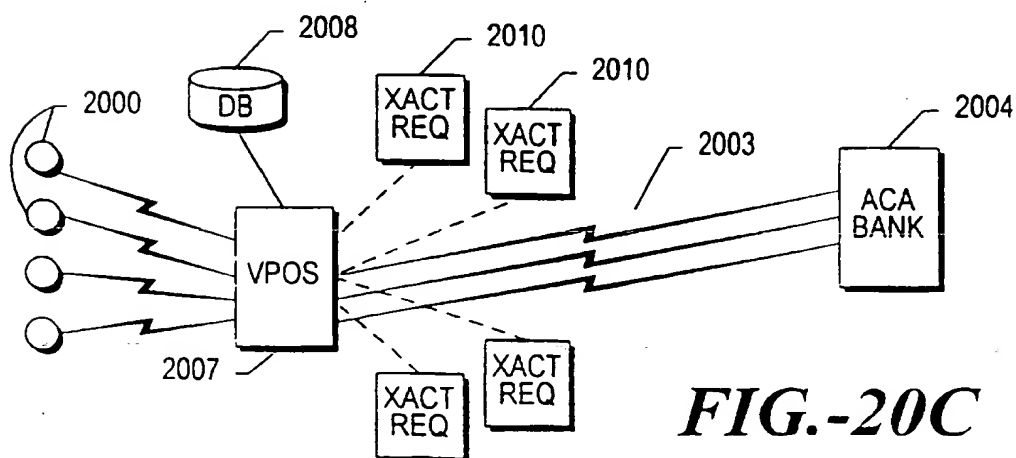 2008
2010
2010
2000
DB
XACT
REQ
XACT
REQ
2003
2004
ACA
BANK
VPOS
2007
XACT
REQ
XACT
REQ
FIG.-20C